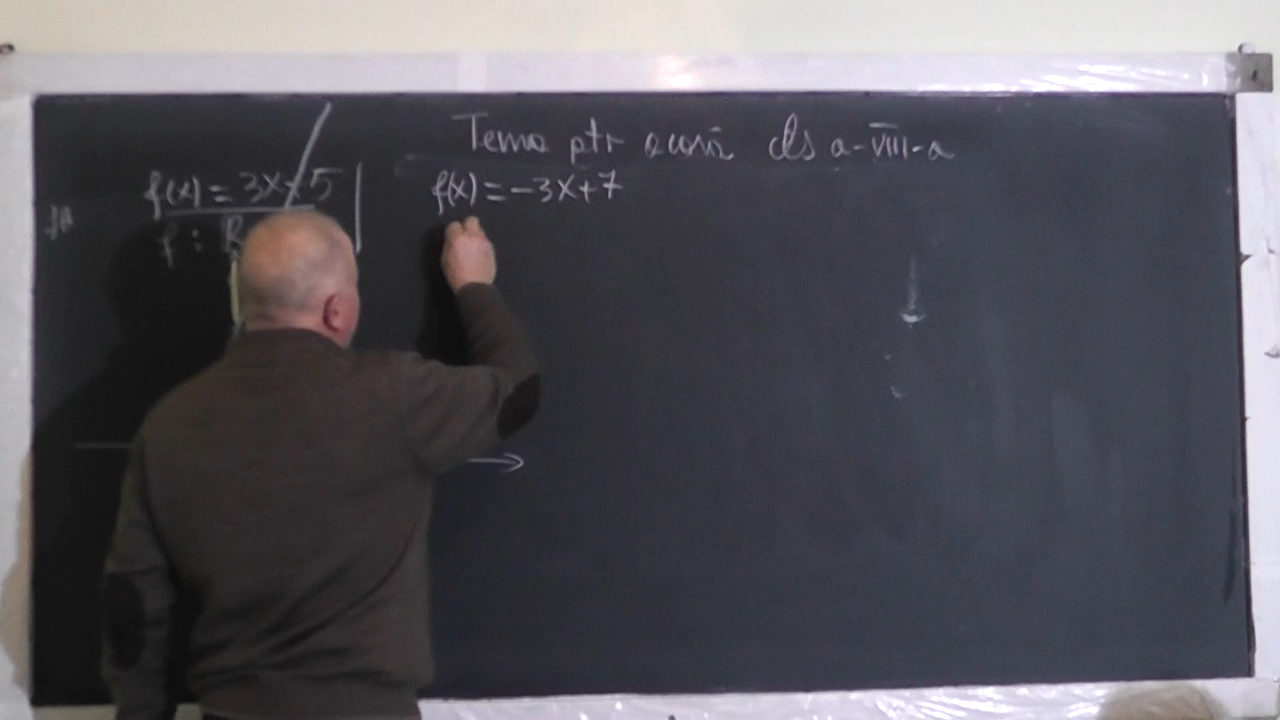 Tema ptr acasă cls a-VIII-a
f(x) = 3x-5
f : R
f(x) = -3x+7